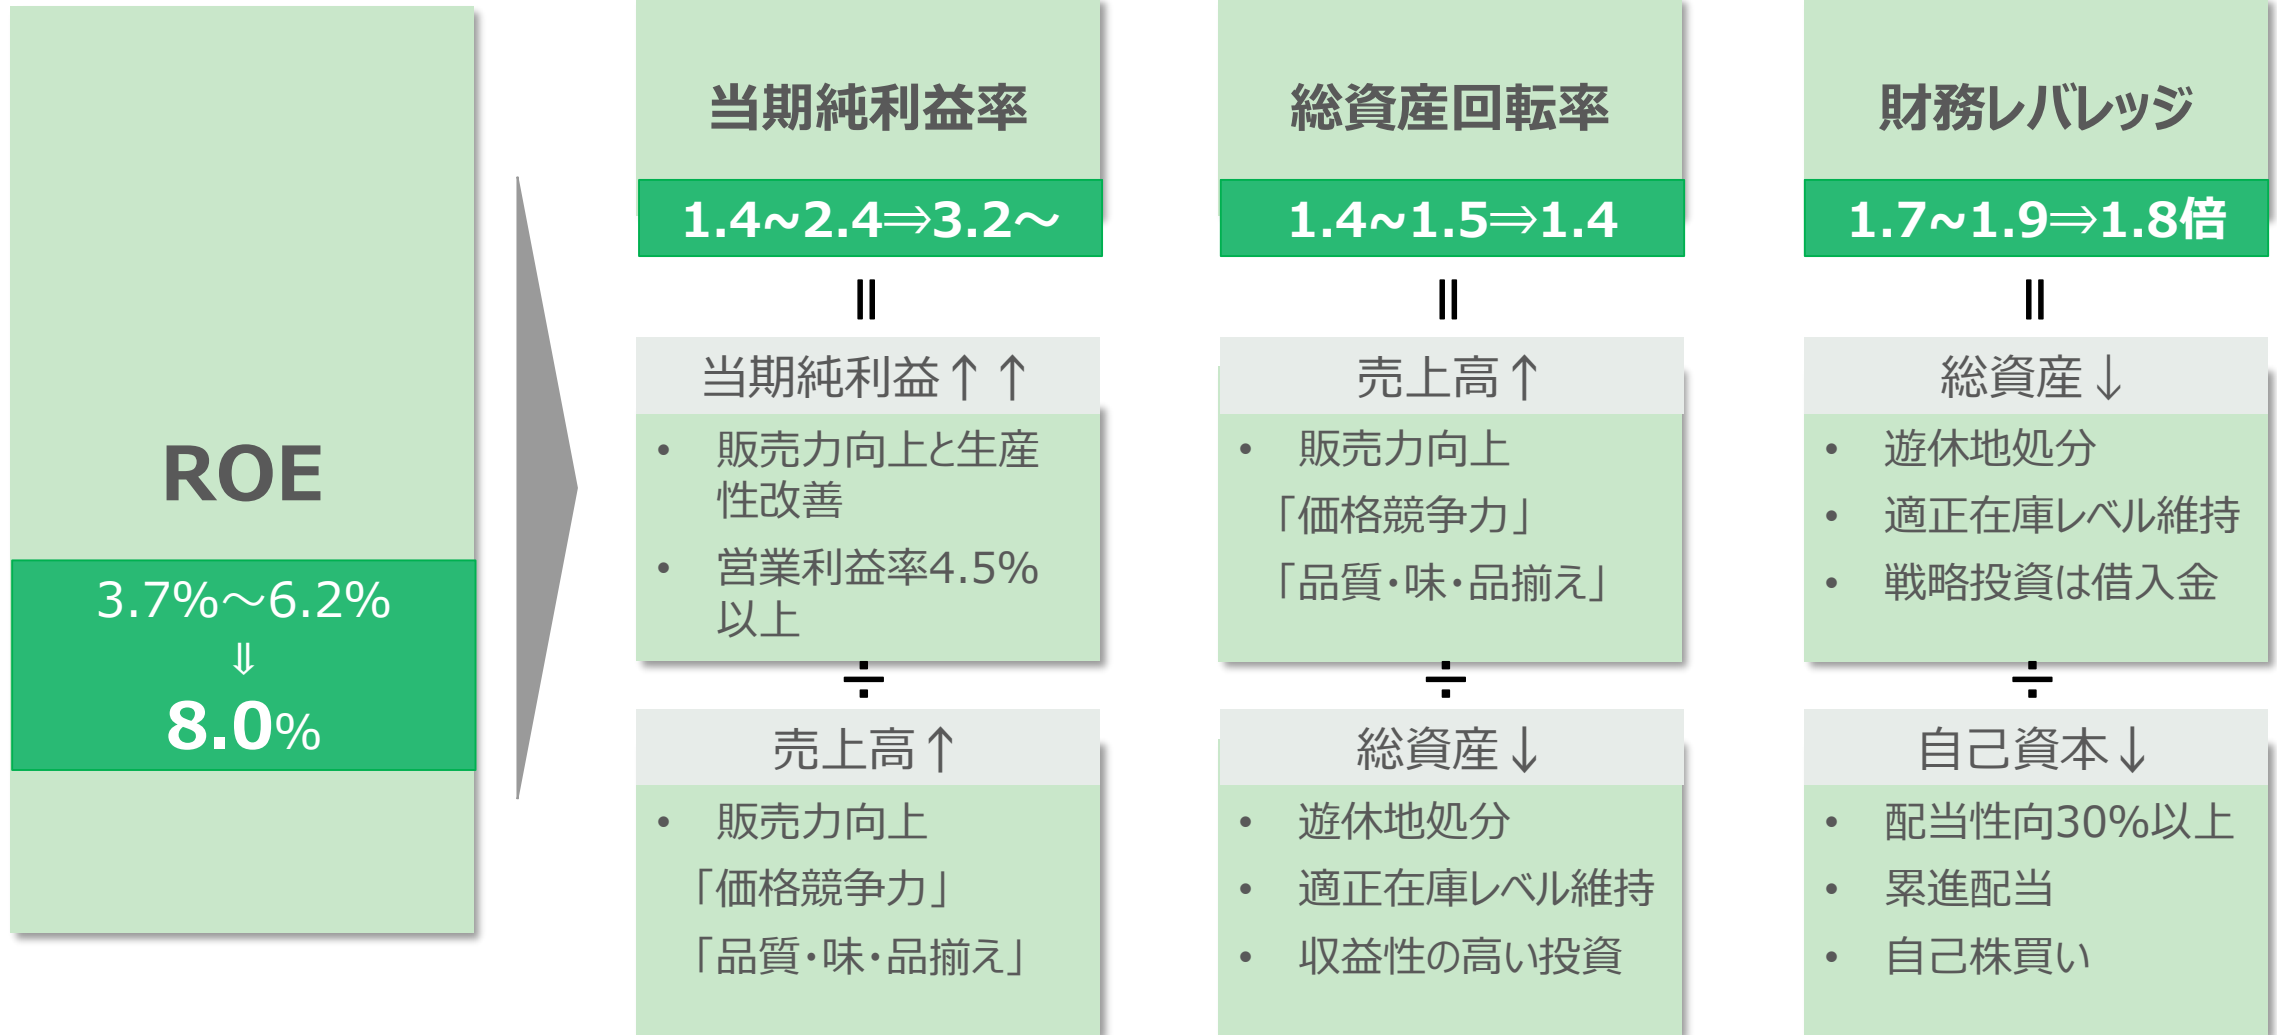 ROE
3.7%～6.2%
⇓
8.0%
当期純利益率
1.4~2.4⇒3.2～
=
当期純利益↑↑
• 販売力向上と生産
性改善
• 営業利益率4.5%
以上
÷
売上高↑
• 販売力向上
「価格競争力」
「品質・味・品揃え」
総資産回転率
1.4~1.5⇒1.4
=
売上高↑
• 販売力向上
「価格競争力」
「品質・味・品揃え」
÷
総資産↓
• 遊休地処分
• 適正在庫レベル維持
• 収益性の高い投資
財務レバレッジ
1.7~1.9⇒1.8倍
=
総資産↓
• 遊休地処分
• 適正在庫レベル維持
• 戦略投資は借入金
÷
自己資本↓
• 配当性向30%以上
• 累進配当
• 自己株買い